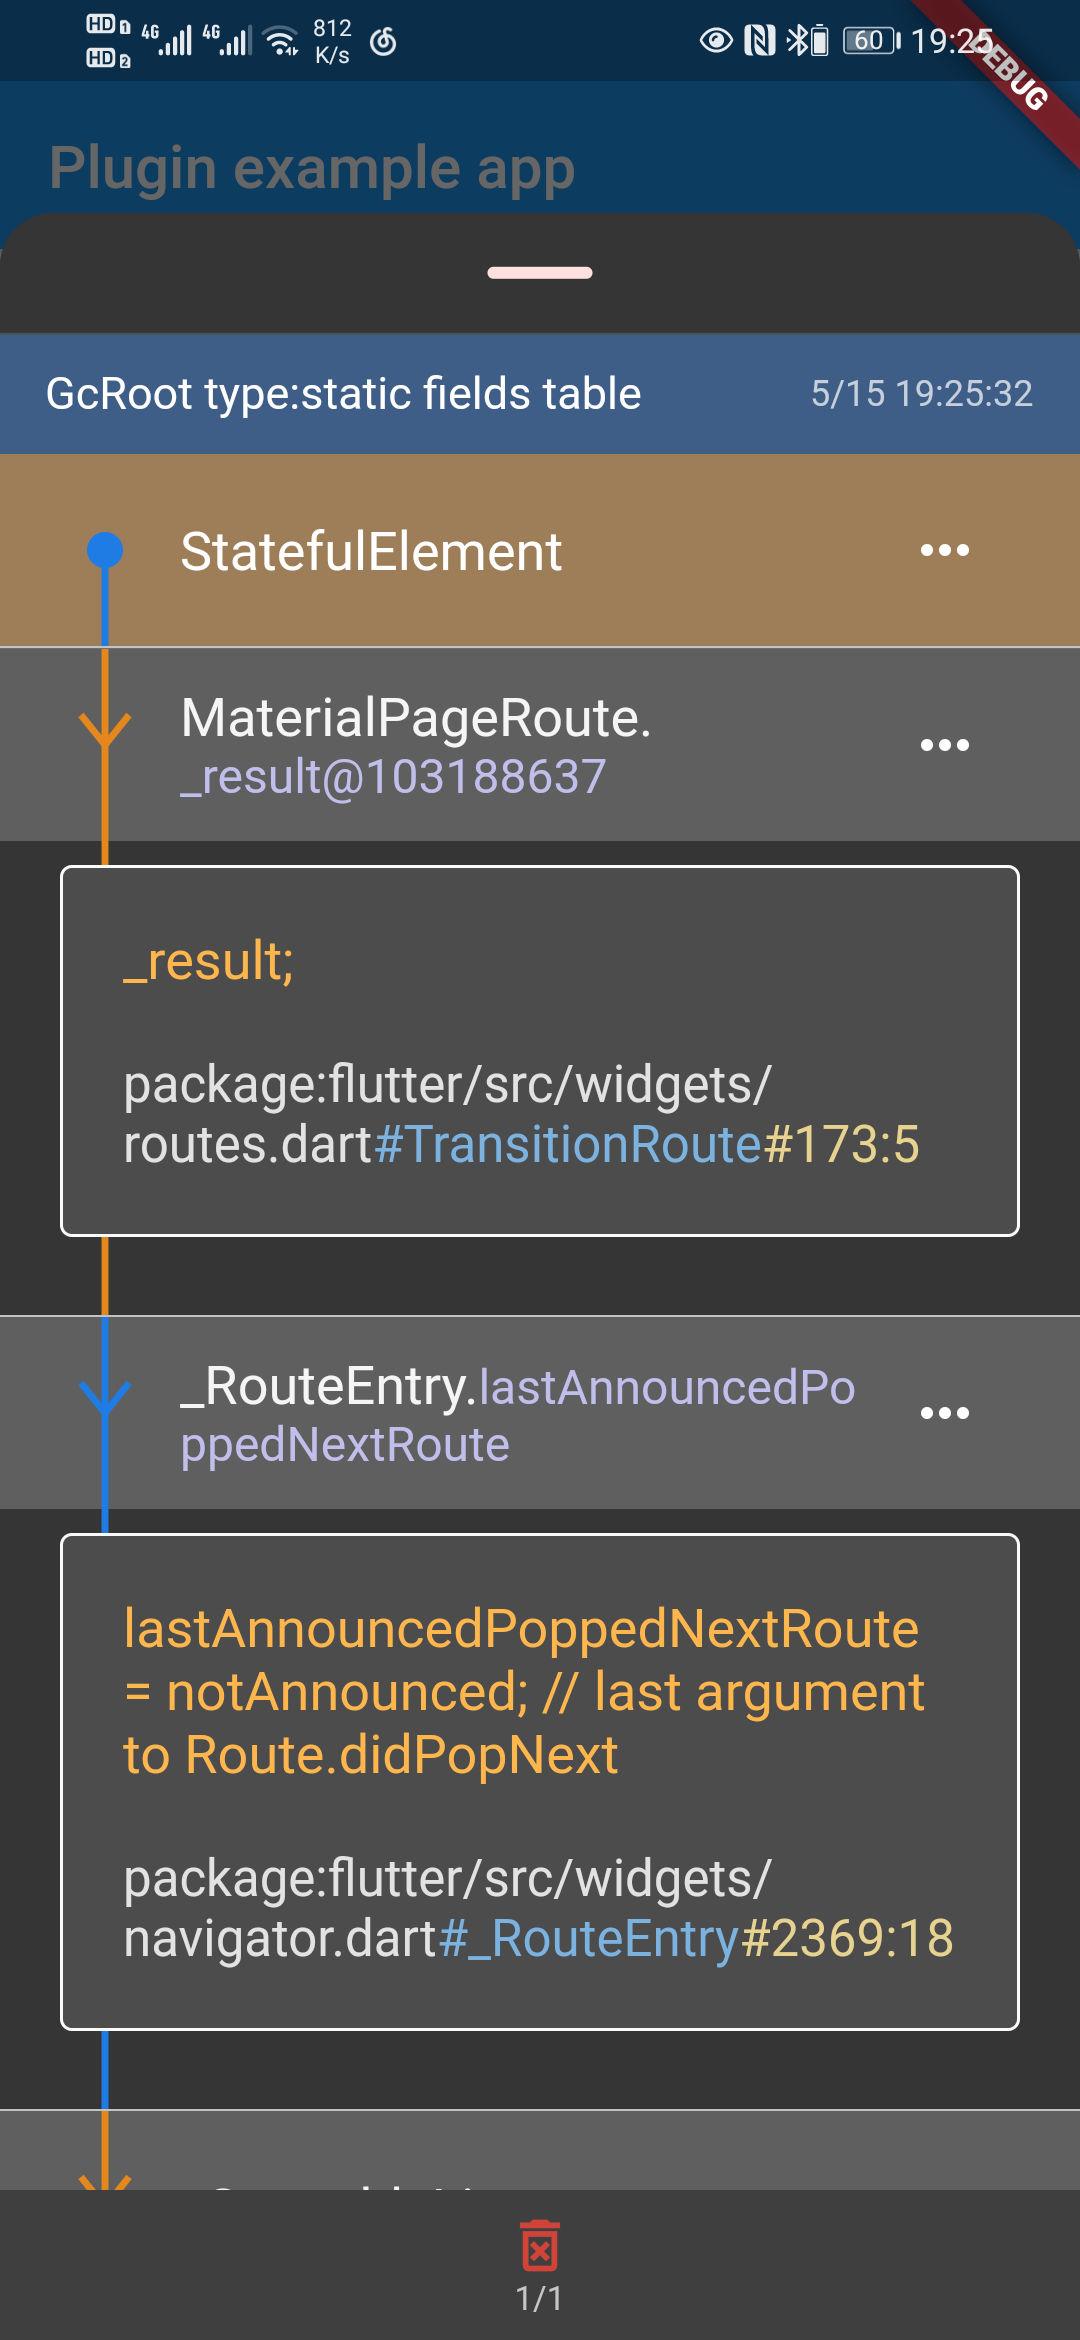 HD 1 4G 4G 812 K/s 60 19:25
HD 2
DEBUG
Plugin example app
GcRoot type:static fields table 5/15 19:25:32
StatefulElement
MaterialPageRoute.
_result@103188637
_result;
package:flutter/src/widgets/
routes.dart#TransitionRoute#173:5
_RouteEntry.lastAnnouncedPo
ppedNextRoute
lastAnnouncedPoppedNextRoute
= notAnnounced; // last argument
to Route.didPopNext
package:flutter/src/widgets/
navigator.dart#_RouteEntry#2369:18
1/1